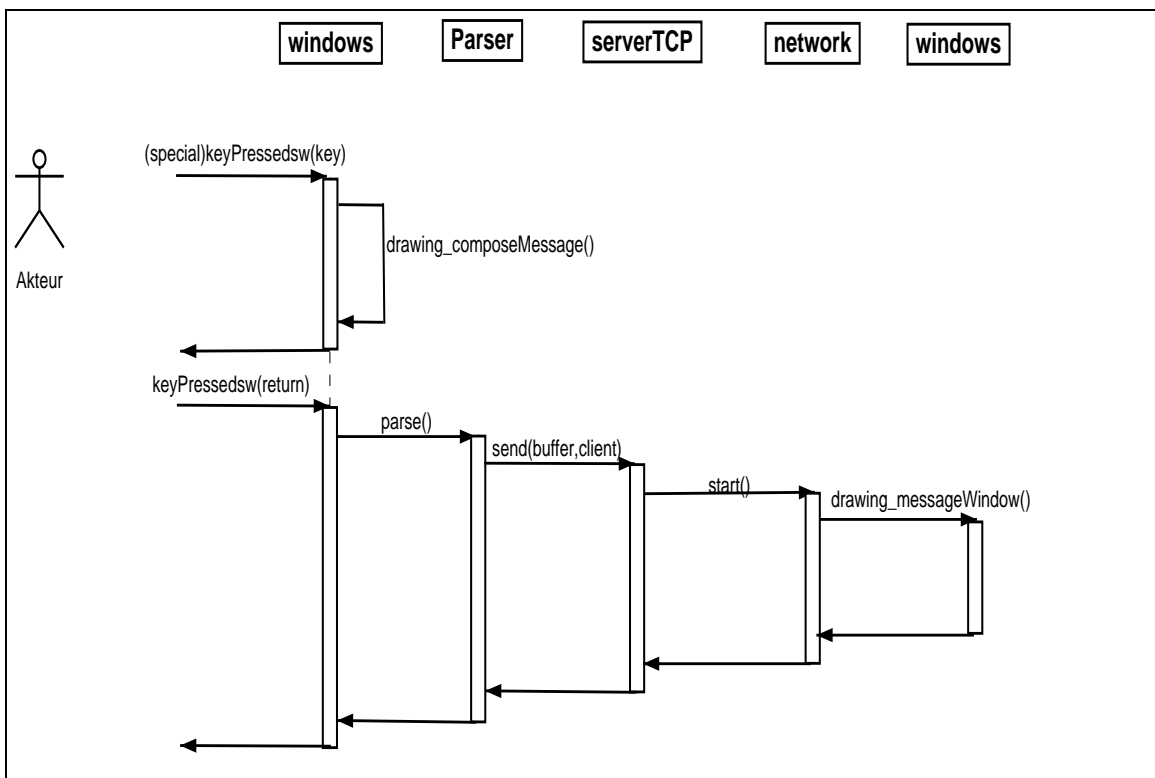 windows
Parser
serverTCP
network
windows
(special)keyPressedsw(key)
drawing_composeMessage()
Akteur
keyPressedsw(return)
parse()
send(buffer,client)
start()
drawing_messageWindow()